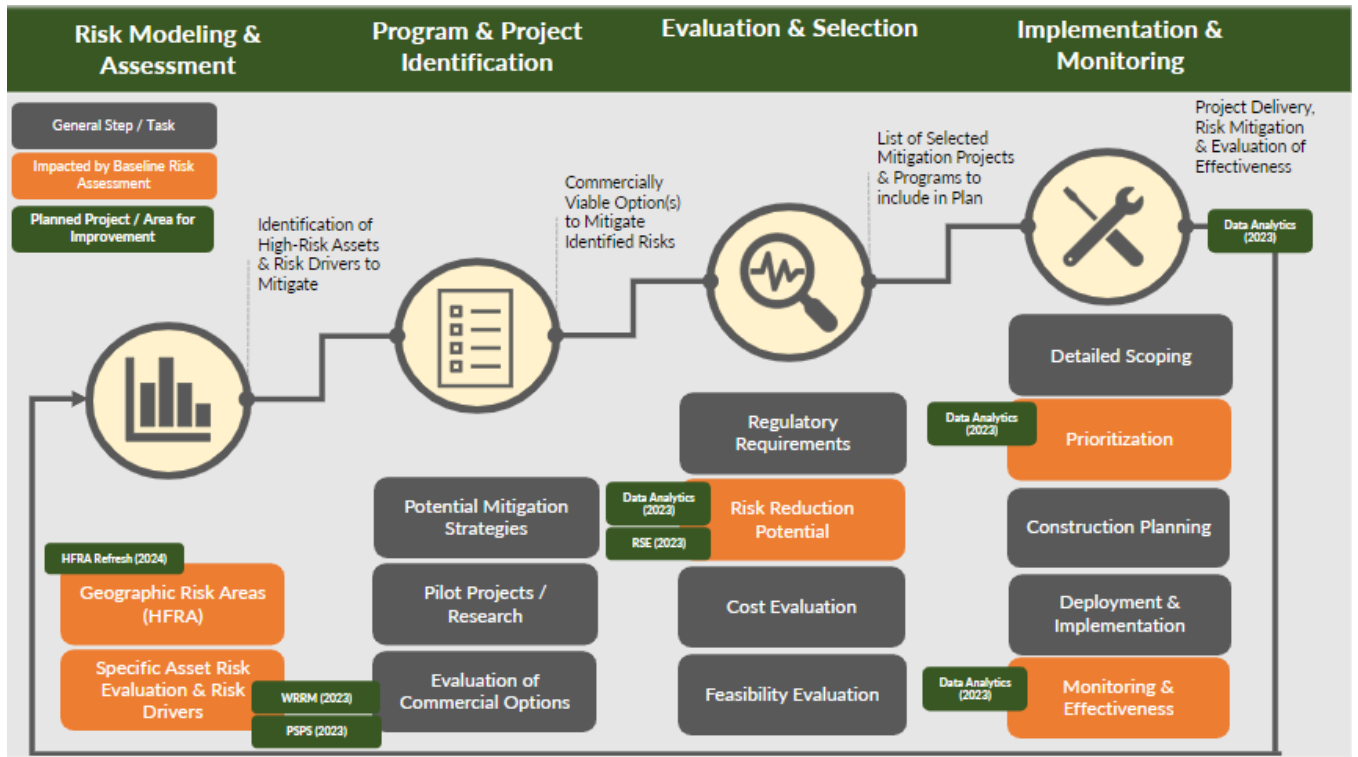 Risk Modeling &
Assessment
Program & Project
Identification
Evaluation & Selection
Implementation &
Monitoring
General Step / Task
Impacted by Baseline Risk
Assessment
Planned Project / Area for
Improvement
Identification of
High-Risk Assets
& Risk Drivers to
Mitigate
Commercially
Viable Option(s)
to Mitigate
Identified Risks
List of Selected
Mitigation Projects
& Programs to
include in Plan
Project Delivery,
Risk Mitigation
& Evaluation of
Effectiveness
Data Analytics
(2023)
HFRA Refresh (2024)
Geographic Risk Areas
(HFRA)
Specific Asset Risk
Evaluation & Risk
Drivers
WRRM (2023)
PSPS (2023)
Potential Mitigation
Strategies
Pilot Projects /
Research
Evaluation of
Commercial Options
Regulatory
Requirements
Data Analytics
(2023)
RSE (2023)
Risk Reduction
Potential
Cost Evaluation
Feasibility Evaluation
Detailed Scoping
Data Analytics
(2023)
Prioritization
Construction Planning
Deployment &
Implementation
Data Analytics
(2023)
Monitoring &
Effectiveness